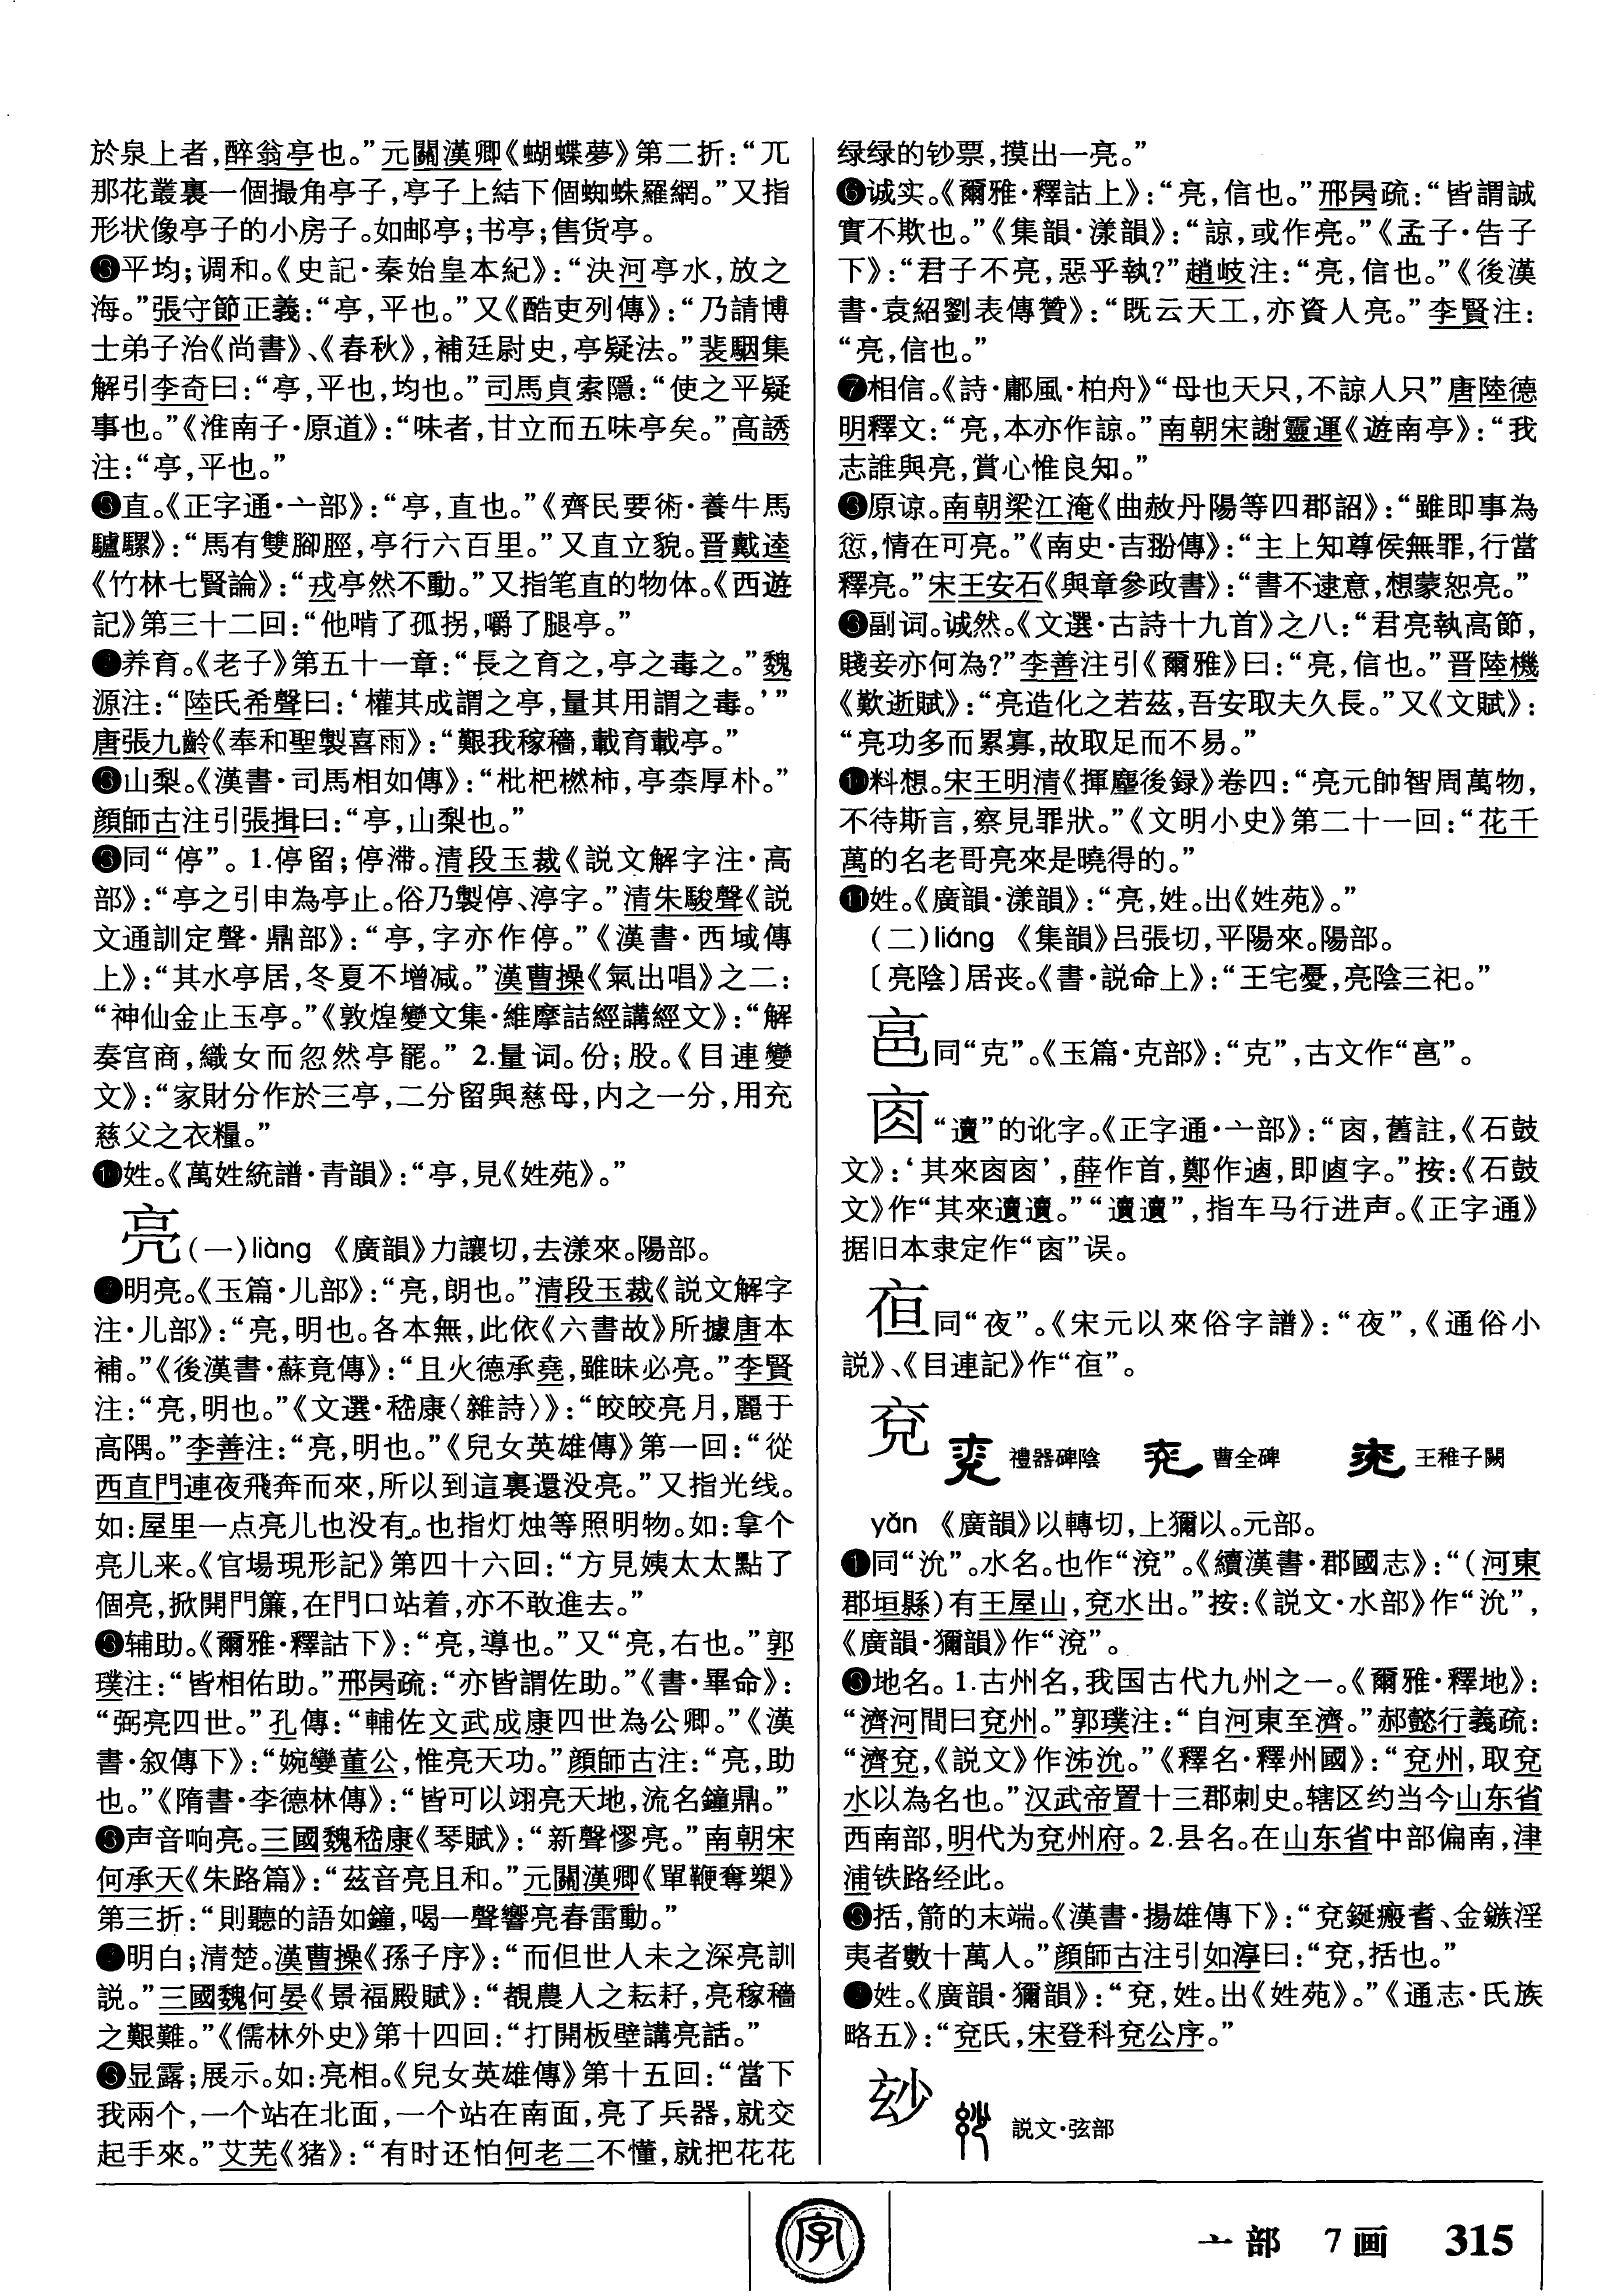 於泉上者，醉翁亭也。”元關漢卿《蝴蝶夢》第二折：“兀
那花叢裏一個撮角亭子，亭子上結下個蜘蛛羅網。”又指
形状像亭子的小房子。如邮亭；书亭；售货亭。
平均；调和。《史記·秦始皇本紀》：“決河亭水，放之
海。”張守節正義：“亭，平也。”又《酷吏列傳》：“乃請博
士弟子治《尚書》、《春秋》，補廷尉史，亭疑法。”裴駰集
解引李奇曰：“亭，平也，均也。”司馬貞索隱：“使之平疑
事也。”《淮南子·原道》：“味者，甘立而五味亭矣。”高誘
注：“亭，平也。”
直。《正字通·亠部》：“亭，直也。”《齊民要術·養牛馬
驢騾》：“馬有雙腳脛，亭行六百里。”又直立貌。晋戴逵
《竹林七賢論》：“戎亭然不動。”又指笔直的物体。《西遊
記》第三十二回：“他啃了孤拐，嚼了腿亭。”
养育。《老子》第五十一章：“長之育之，亭之毒之。”魏
源注：“陸氏希聲曰：‘權其成謂之亭，量其用謂之毒。’”
唐張九齡《奉和聖製喜雨》：“艱我稼穡，載育載亭。”
山梨。《漢書·司馬相如傳》：“枇杷橪柿，亭柰厚朴。”
顔師古注引張揖曰：“亭，山梨也。”
同“停”。1.停留；停滞。清段玉裁《説文解字注·高
部》：“亭之引申為亭止。俗乃製停、渟字。”清朱駿聲《説
文通訓定聲·鼎部》：“亭，字亦作停。”《漢書·西域傳
上》：“其水亭居，冬夏不增减。”漢曹操《氣出唱》之二：
“神仙金止玉亭。”《敦煌變文集·維摩詰經講經文》：“解
奏宫商，織女而忽然亭罷。”2.量词。份；股。《目連變
文》：“家財分作於三亭，二分留與慈母，内之一分，用充
慈父之衣糧。”
姓。《萬姓統譜·青韻》：“亭，見《姓苑》。”
亮(一)liàng 《廣韻》力讓切，去漾來。陽部。
明亮。《玉篇·儿部》：“亮，朗也。”清段玉裁《説文解字
注·儿部》：“亮，明也。各本無，此依《六書故》所據唐本
補。”《後漢書·蘇竟傳》：“且火德承堯，雖昧必亮。”李賢
注：“亮，明也。”《文選·嵇康〈雜詩〉》：“皎皎亮月，麗于
高隅。”李善注：“亮，明也。”《兒女英雄傳》第一回：“從
西直門連夜飛奔而來，所以到這裏還没亮。”又指光线。
如：屋里一点亮儿也没有。也指灯烛等照明物。如：拿个
亮儿来。《官場現形記》第四十六回：“方見姨太太點了
個亮，掀開門簾，在門口站着，亦不敢進去。”
辅助。《爾雅·釋詁下》：“亮，導也。”又“亮，右也。”郭
璞注：“皆相佑助。”邢昺疏：“亦皆謂佐助。”《書·畢命》：
“弼亮四世。”孔傳：“輔佐文武成康四世為公卿。”《漢
書·叙傳下》：“婉孌董公，惟亮天功。”顔師古注：“亮，助
也。”《隋書·李德林傳》：“皆可以翊亮天地，流名鐘鼎。”
声音响亮。三國魏嵇康《琴賦》：“新聲憀亮。”南朝宋
何承天《朱路篇》：“茲音亮且和。”元關漢卿《單鞭奪槊》
第三折：“則聽的語如鐘，喝一聲響亮春雷動。”
明白；清楚。漢曹操《孫子序》：“而但世人未之深亮訓
説。”三國魏何晏《景福殿賦》：“覩農人之耘耔，亮稼穡
之艱難。”《儒林外史》第十四回：“打開板壁講亮話。”
显露；展示。如：亮相。《兒女英雄傳》第十五回：“當下
我兩个，一个站在北面，一个站在南面，亮了兵器，就交
起手來。”艾芜《猪》：“有时还怕何老二不懂，就把花花
绿绿的钞票，摸出一亮。”
❻诚实。《爾雅·釋詁上》：“亮，信也。”邢昺疏：“皆謂誠
實不欺也。”《集韻·漾韻》：“諒，或作亮。”《孟子·告子
下》：“君子不亮，惡乎執？”趙岐注：“亮，信也。”《後漢
書·袁紹劉表傳贊》：“既云天工，亦資人亮。”李賢注：
“亮，信也。”
❼相信。《詩·鄘風·柏舟》“母也天只，不諒人只”唐陸德
明釋文：“亮，本亦作諒。”南朝宋謝靈運《遊南亭》：“我
志誰與亮，賞心惟良知。”
原谅。南朝梁江淹《曲赦丹陽等四郡詔》：“雖即事為
愆，情在可亮。”《南史·吉翂傳》：“主上知尊侯無罪，行當
釋亮。”宋王安石《與章參政書》：“書不逮意，想蒙恕亮。”
副词。诚然。《文選·古詩十九首》之八：“君亮執高節，
賤妾亦何為？”李善注引《爾雅》曰：“亮，信也。”晋陸機
《歎逝賦》：“亮造化之若茲，吾安取夫久長。”又《文賦》：
“亮功多而累寡，故取足而不易。”
料想。宋王明清《揮麈後録》卷四：“亮元帥智周萬物，
不待斯言，察見罪狀。”《文明小史》第二十一回：“花千
萬的名老哥亮來是曉得的。”
⓫姓。《廣韻·漾韻》：“亮，姓。出《姓苑》。”
(二)liáng 《集韻》吕張切，平陽來。陽部。
〔亮陰〕居丧。《書·説命上》：“王宅憂，亮陰三祀。”
同“克”。《玉篇·克部》：“克”，古文作“ ”。
“ ”的讹字。《正字通·亠部》：“ ，舊註，《石鼓
文》：‘其來 ’，薛作首，鄭作逌，即卤字。”按：《石鼓
文》作“其來 。”“ ”，指车马行进声。《正字通》
据旧本隶定作“ ”误。
同“夜”。《宋元以來俗字譜》：“夜”，《通俗小
説》、《目連記》作“ ”。
兗 禮器碑陰 曹全碑 王稚子闕
yǎn 《廣韻》以轉切，上獮以。元部。
❶同“沇”。水名。也作“渷”。《續漢書·郡國志》：“（河東
郡垣縣）有王屋山，兗水出。”按：《説文·水部》作“沇”，
《廣韻·獮韻》作“渷”。
地名。1.古州名，我国古代九州之一。《爾雅·釋地》：
“濟河間曰兗州。”郭璞注：“自河東至濟。”郝懿行義疏：
“濟兗，《説文》作泲沇。”《釋名·釋州國》：“兗州，取兗
水以為名也。”汉武帝置十三郡刺史。辖区约当今山东省
西南部，明代为兗州府。2.县名。在山东省中部偏南，津
浦铁路经此。
括，箭的末端。《漢書·揚雄傳下》：“兗鋋瘢耆、金鏃淫
夷者數十萬人。”顔師古注引如淳曰：“兗，括也。”
姓。《廣韻·獮韻》：“兗，姓。出《姓苑》。”《通志·氏族
略五》：“兗氏，宋登科兗公序。”
玅 説文·弦部
字
亠部 7画 315